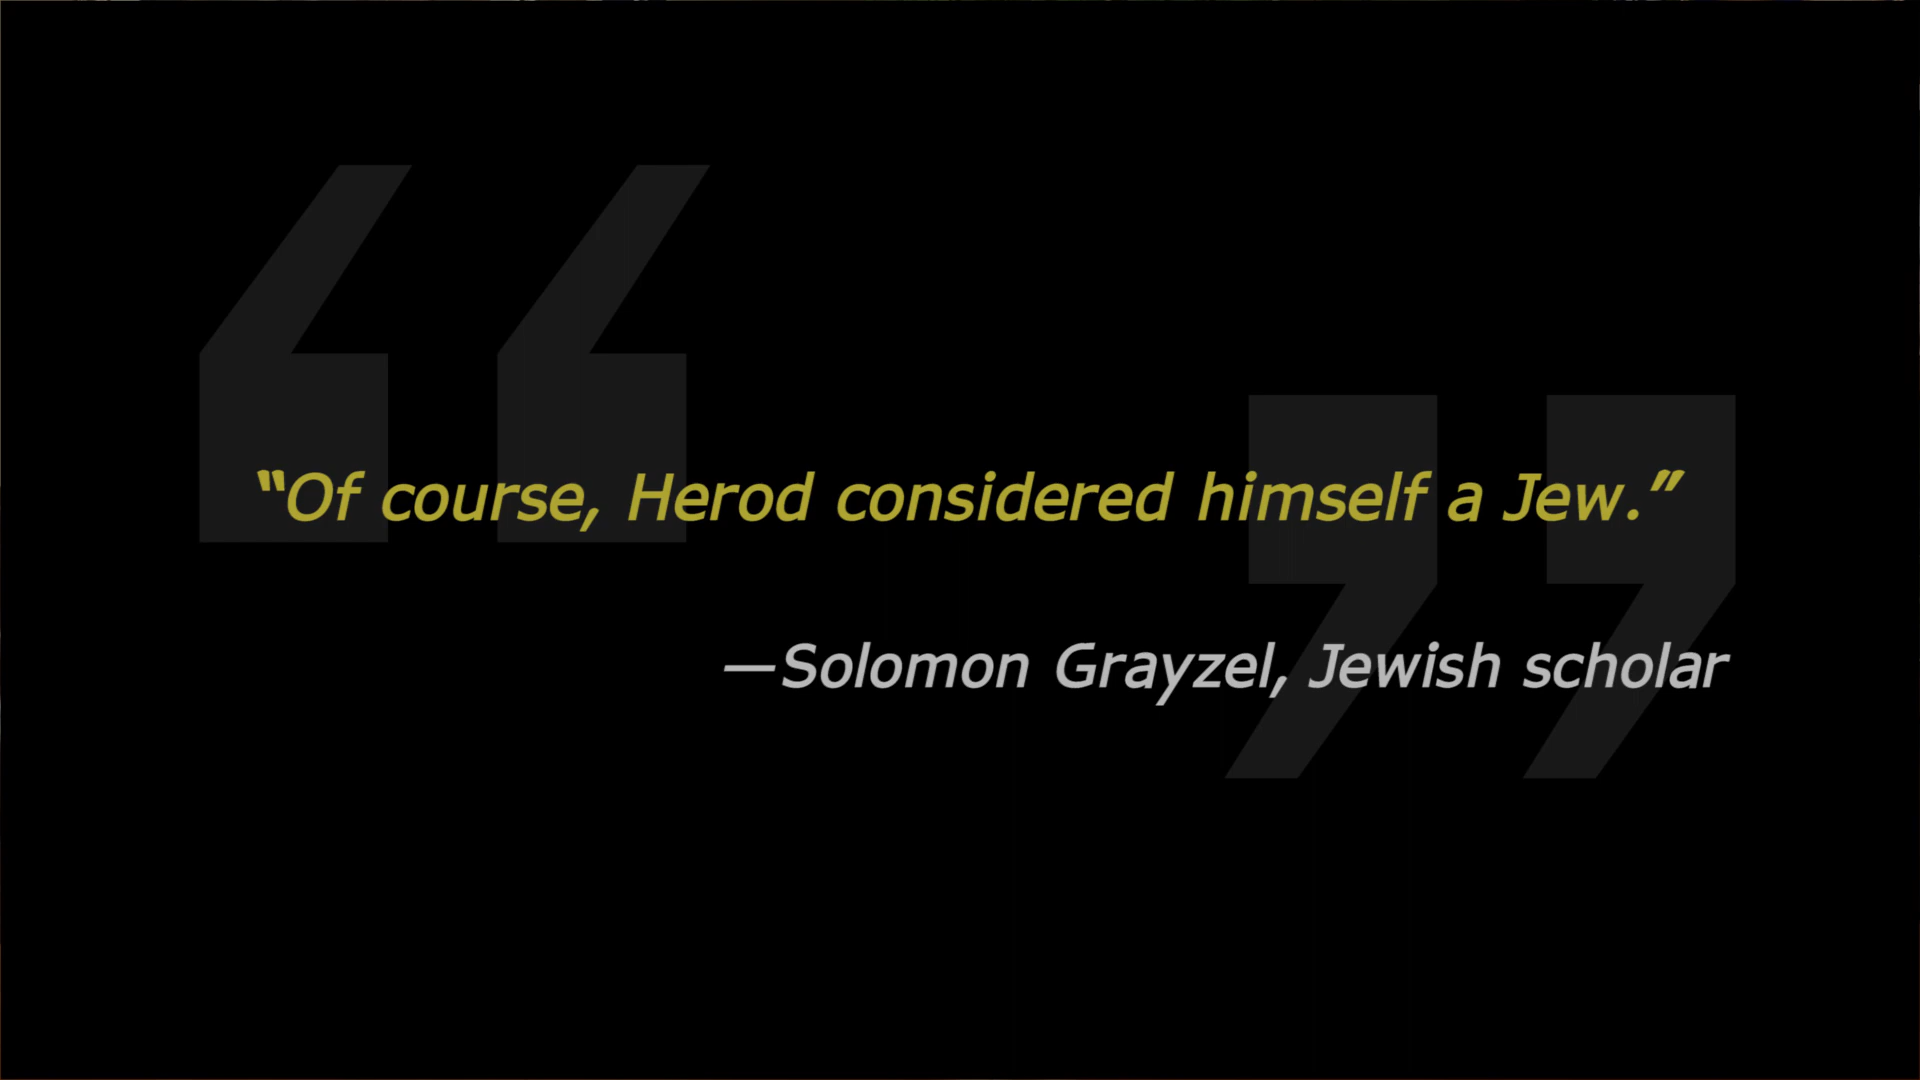 “Of course, Herod considered himself a Jew.”
—Solomon Grayzel, Jewish scholar